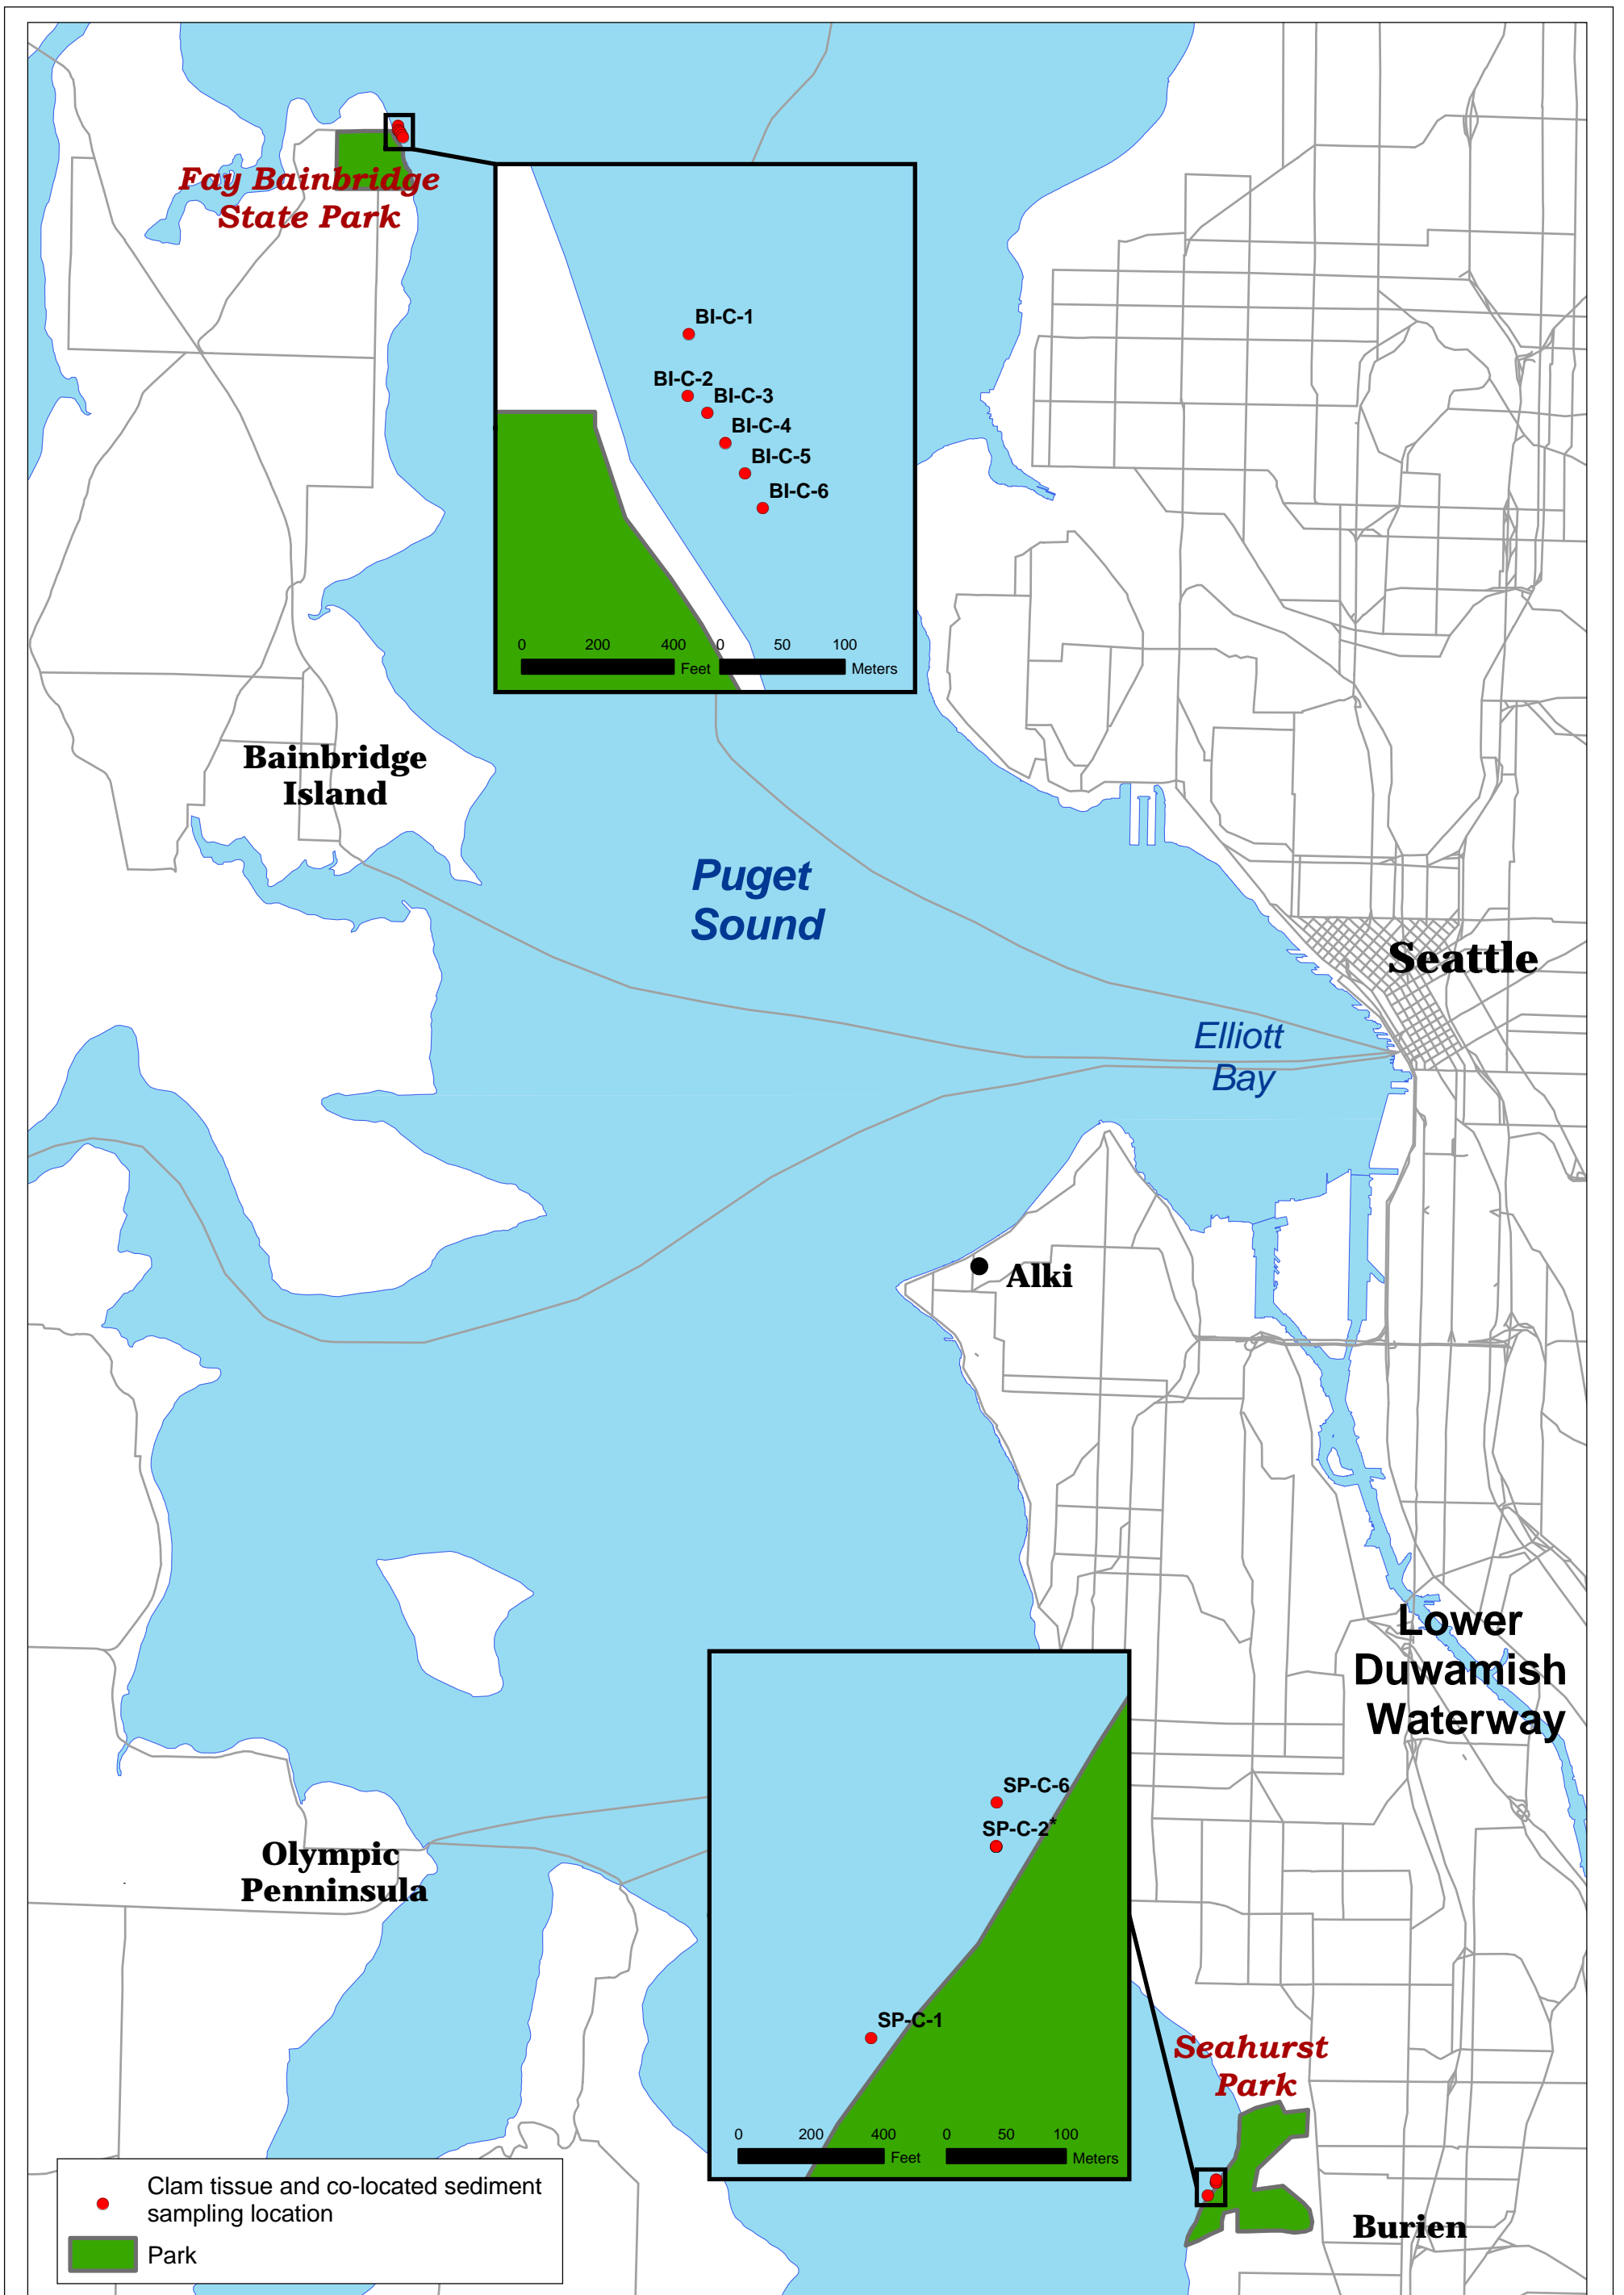 Fay Bainbridge
State Park
BI-C-1
BI-C-2
BI-C-3
BI-C-4
BI-C-5
BI-C-6
0 200 400 Feet 0 50 100 Meters
Bainbridge
Island
Puget
Sound
Seattle
Elliott
Bay
Alki
Lower
Duwamish
Waterway
SP-C-6
SP-C-2*
Olympic
Penninsula
SP-C-1
Seahurst
Park
0 200 400 Feet 0 50 100 Meters
Burien
Clam tissue and co-located sediment
sampling location
Park